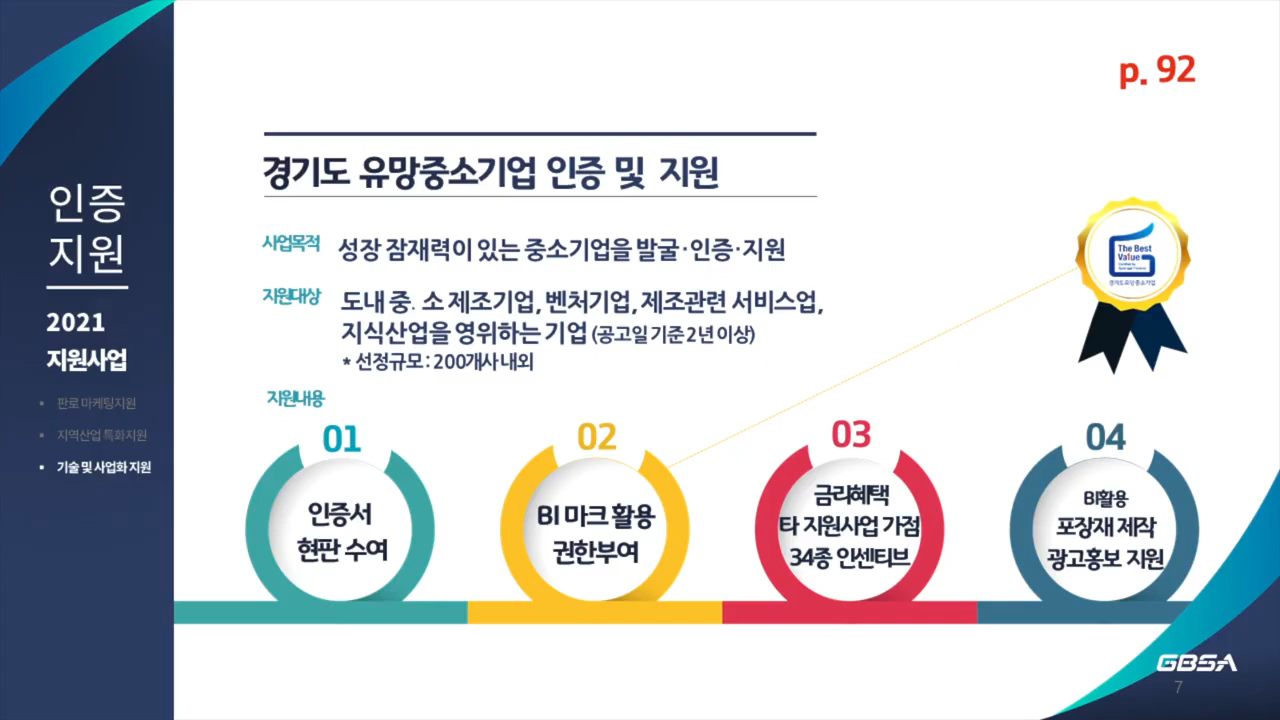 p. 92
인증
지원
2021
지원사업
• 판로 마케팅지원
• 지역산업 특화지원
• 기술 및 사업화 지원
경기도 유망중소기업 인증 및 지원
사업목적 성장 잠재력이 있는 중소기업을 발굴·인증·지원
지원대상 도내 중. 소 제조기업, 벤처기업, 제조관련 서비스업,
지식산업을 영위하는 기업 (공고일 기준 2년 이상)
* 선정규모 : 200개사 내외
The Best
Value
경기도유망중소기업
지원내용
01
인증서
현판 수여
02
BI 마크 활용
권한부여
03
금리혜택
타 지원사업 가점
34종 인센티브
04
BI활용
포장재 제작
광고홍보 지원
GBSA
7